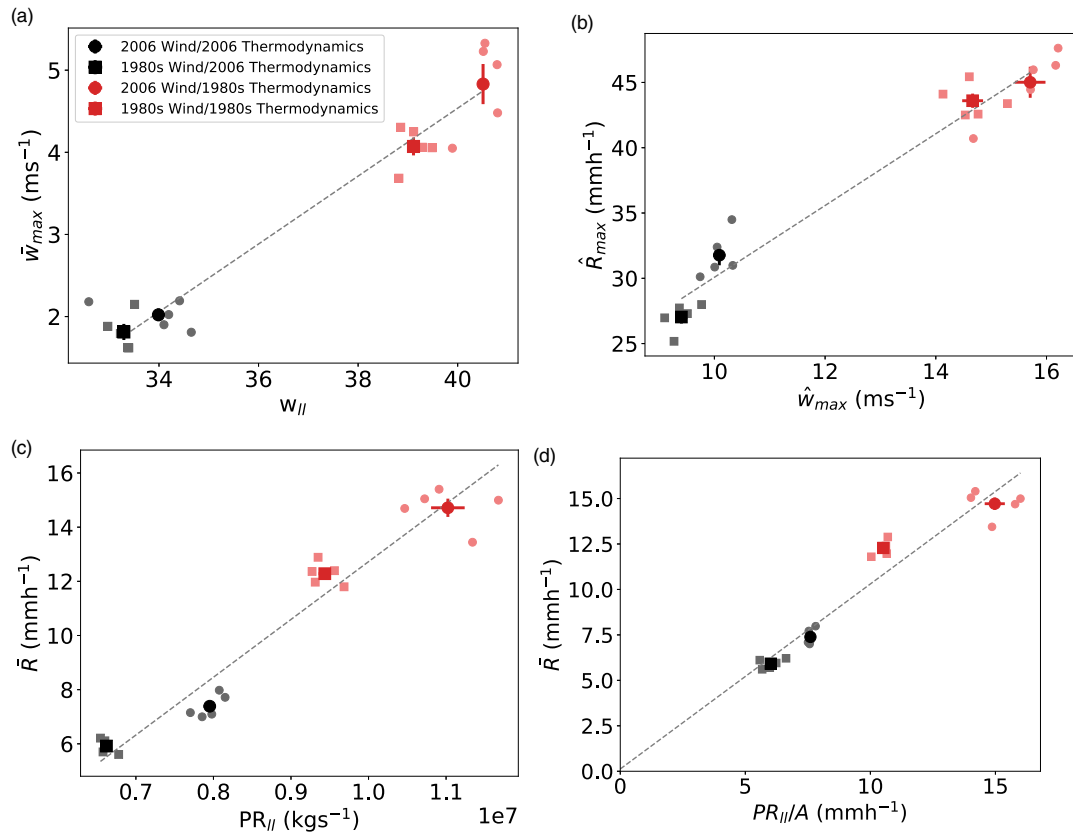 (a)
2006 Wind/2006 Thermodynamics
1980s Wind/2006 Thermodynamics
2006 Wind/1980s Thermodynamics
1980s Wind/1980s Thermodynamics
5
4
3
2
w̄max (ms−1)
34 36 38 40
wll
(b)
45
40
35
30
25
R̂max (mmh−1)
10 12 14 16
ŵmax (ms−1)
(c)
16
14
12
10
8
6
R̄ (mmh−1)
0.7 0.8 0.9 1.0 1.1
1e7
PRll (kgs−1)
(d)
15.0
12.5
10.0
7.5
5.0
2.5
0.0
R̄ (mmh−1)
0 5 10 15
PRll/A (mmh−1)